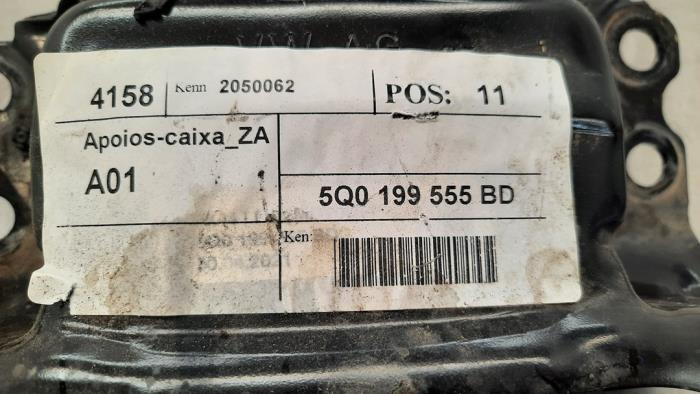 VW AG
4158 Kenn 2050062 POS: 11
Apoios-caixa_ZA
A01
5Q0 199 555 BD
Ken: